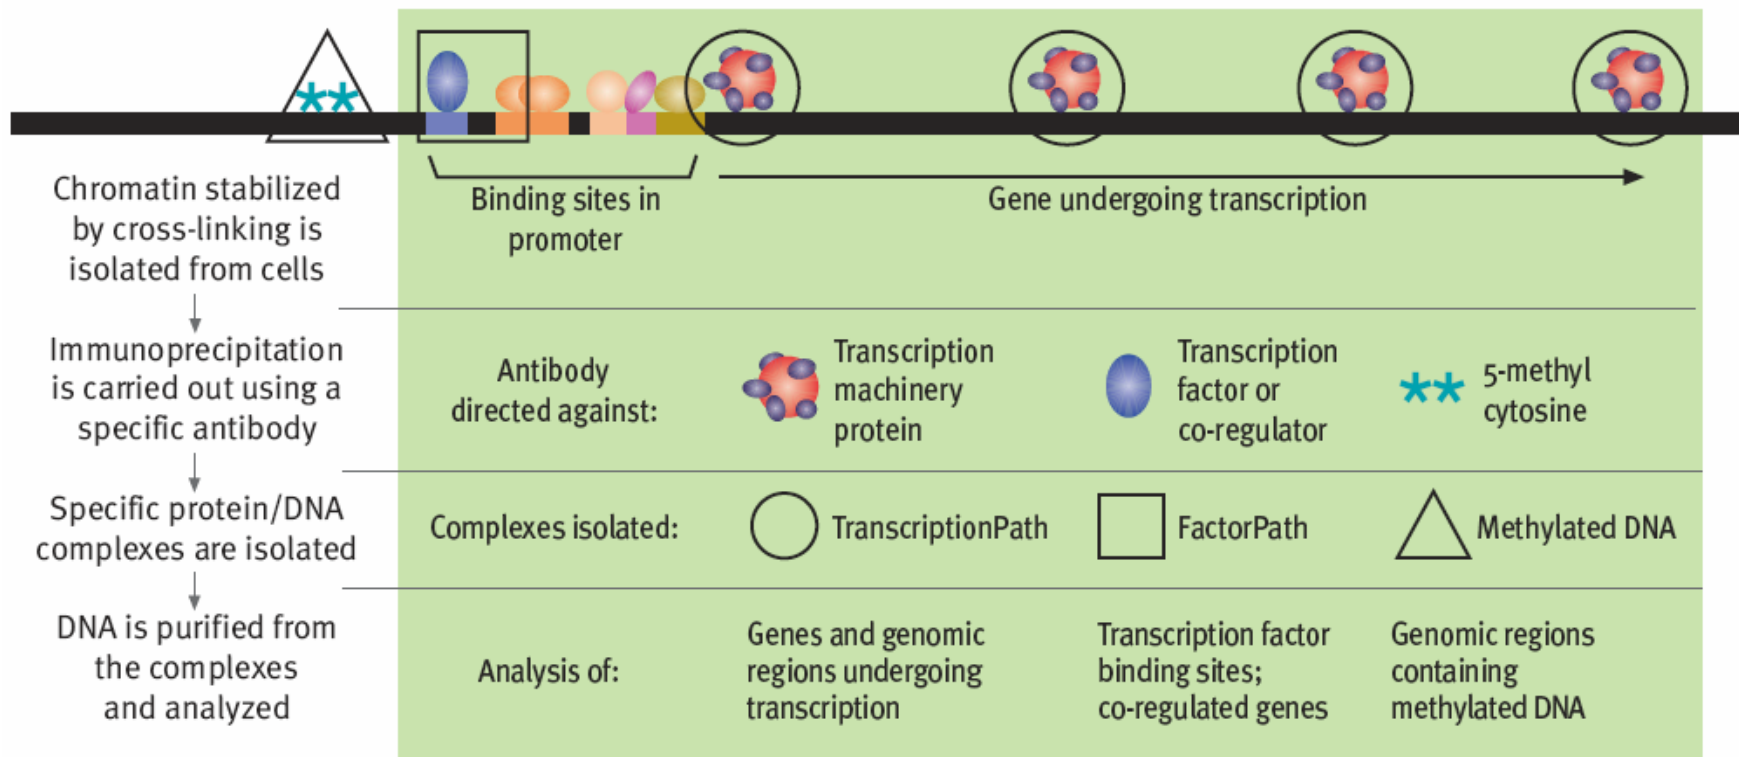 Chromatin stabilized
by cross-linking is
isolated from cells
Binding sites in
promoter
Gene undergoing transcription
Immunoprecipitation
is carried out using a
specific antibody
Antibody
directed against:
Transcription
machinery
protein
Transcription
factor or
co-regulator
5-methyl
cytosine
Specific protein/DNA
complexes are isolated
Complexes isolated:
TranscriptionPath
FactorPath
Methylated DNA
DNA is purified from
the complexes
and analyzed
Analysis of:
Genes and genomic
regions undergoing
transcription
Transcription factor
binding sites;
co-regulated genes
Genomic regions
containing
methylated DNA